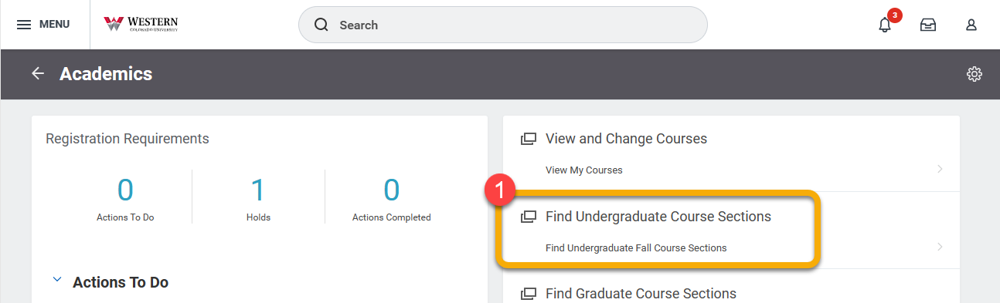 MENU
WESTERN
COLORADO UNIVERSITY
Search
3
Academics
Registration Requirements
0
Actions To Do
1
Holds
0
Actions Completed
Actions To Do
View and Change Courses
View My Courses
1
Find Undergraduate Course Sections
Find Undergraduate Fall Course Sections
Find Graduate Course Sections